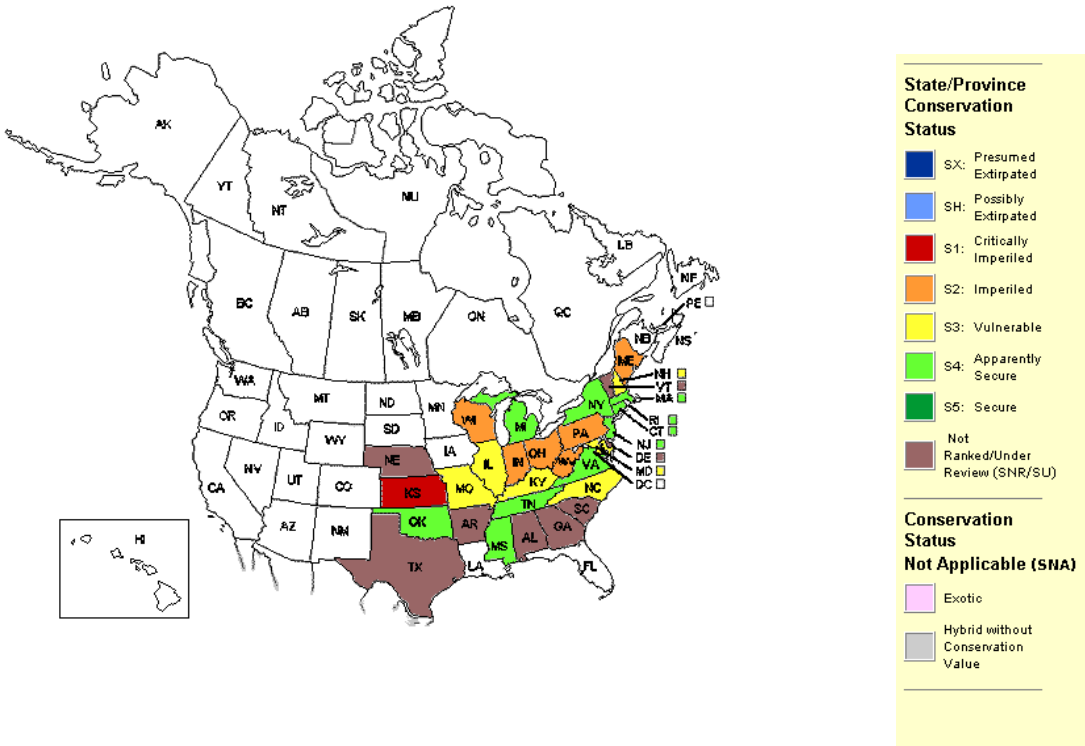 AK
YT
NT
NU
LB
NF
PE
BC
AB
SK
MB
ON
QC
NB
NS
ME
WA
MT
ND
MN
NH
VT
MA
OR
ID
SD
WI
MI
NY
RI
CT
WY
IA
PA
NJ
NV
NE
IL
IN
OH
DE
CA
UT
CO
KS
MO
KY
WV
VA
MD
DC
AZ
NM
OK
AR
TN
NC
SC
TX
LA
MS
AL
GA
FL
HI
State/Province
Conservation
Status
SX: Presumed
Extirpated
SH: Possibly
Extirpated
S1: Critically
Imperiled
S2: Imperiled
S3: Vulnerable
S4: Apparently
Secure
S5: Secure
Not
Ranked/Under
Review (SNR/SU)
Conservation
Status
Not Applicable (SNA)
Exotic
Hybrid without
Conservation
Value